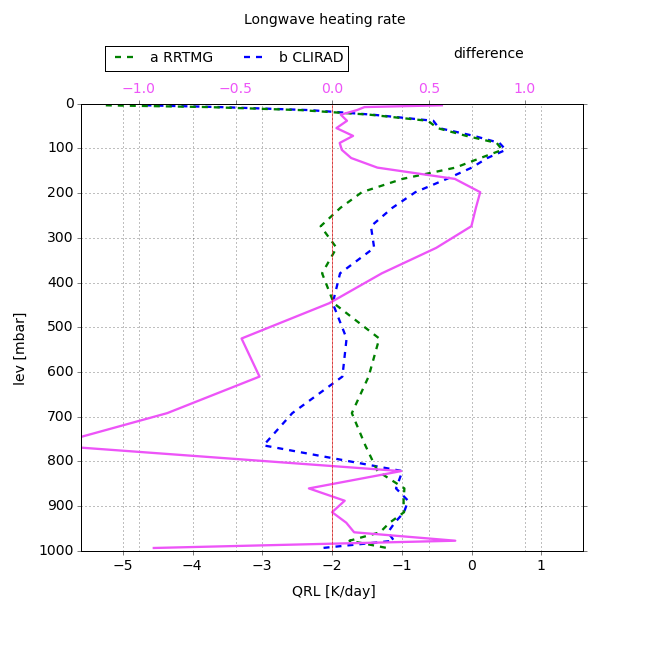 Longwave heating rate
a RRTMG b CLIRAD difference
−1.0 −0.5 0.0 0.5 1.0
0
100
200
300
400
500
600
700
800
900
1000
lev [mbar]
−5 −4 −3 −2 −1 0 1
QRL [K/day]